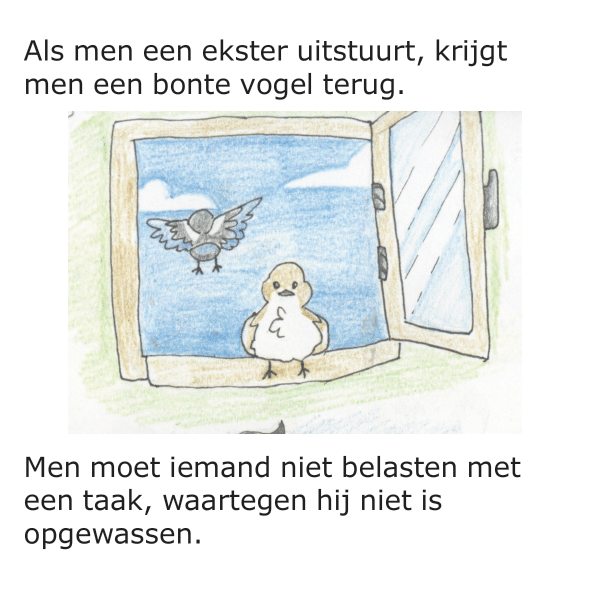 Als men een ekster uitstuurt, krijgt
men een bonte vogel terug.
Men moet iemand niet belasten met
een taak, waartegen hij niet is
opgewassen.